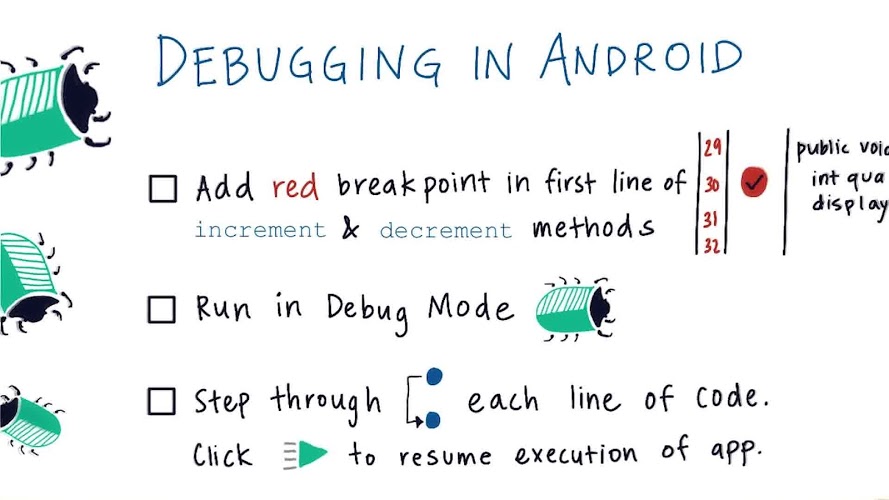 DEBUGGING IN ANDROID
Add red breakpoint in first line of
increment & decrement methods
29
30
31
32
public void
int qua
display
Run in Debug Mode
Step through each line of code.
Click to resume execution of app.